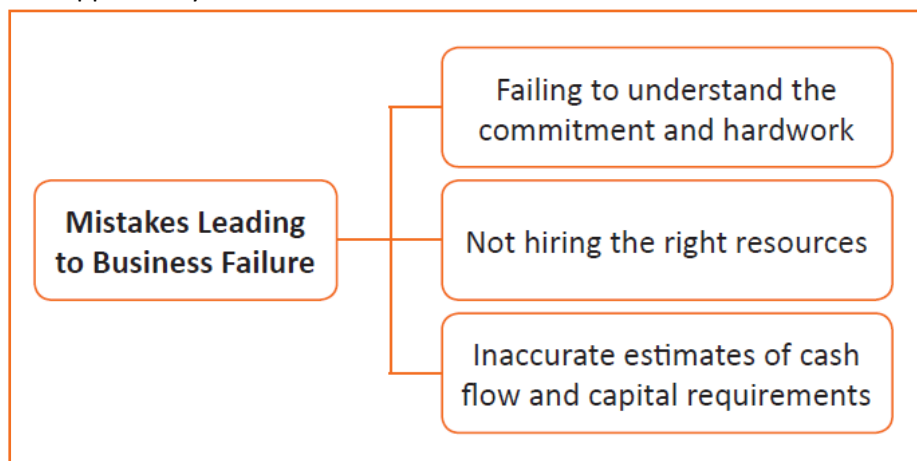 Mistakes Leading
to Business Failure
Failing to understand the
commitment and hardwork
Not hiring the right resources
Inaccurate estimates of cash
flow and capital requirements